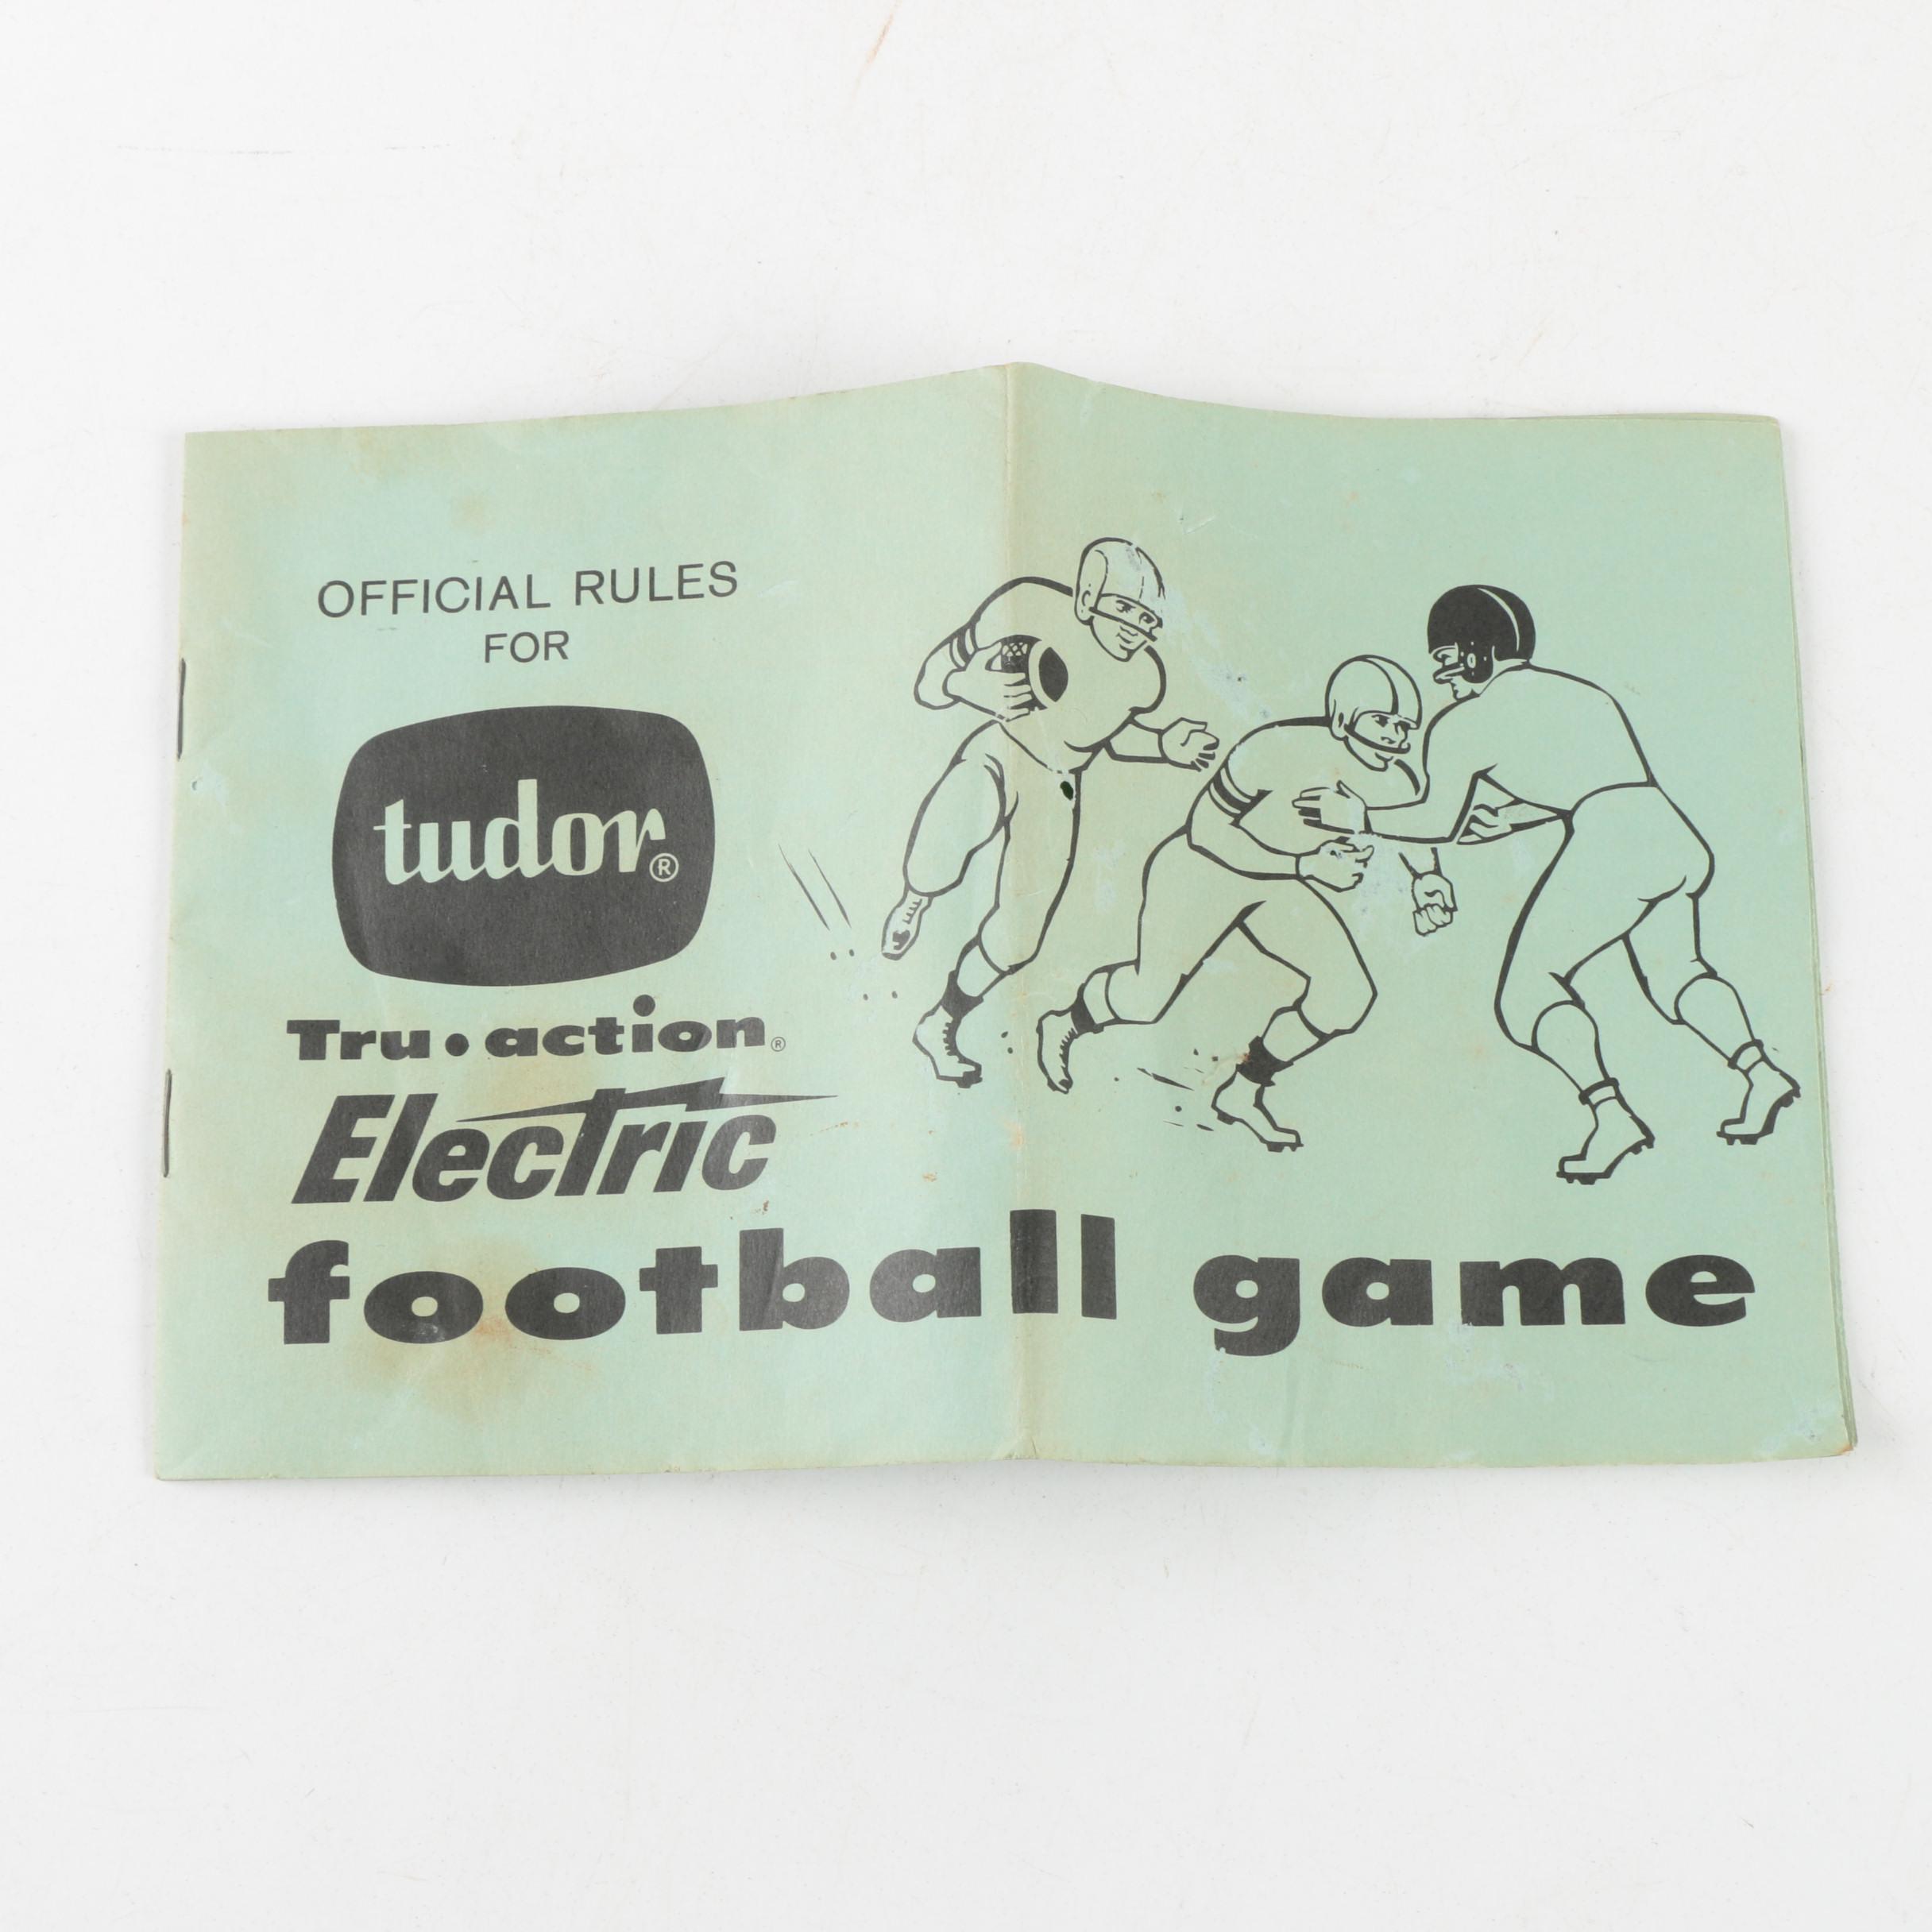 OFFICIAL RULES
FOR
tudor®
Tru•action®
Electric
football game